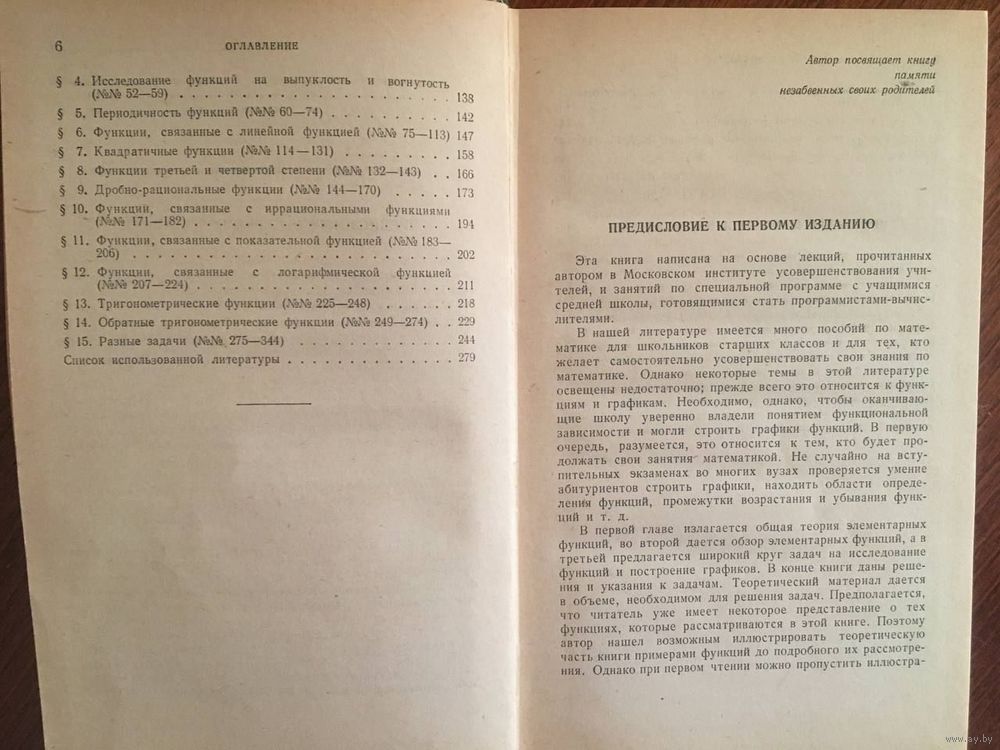 6 ОГЛАВЛЕНИЕ
§ 4. Исследование функций на выпуклость и вогнутость
(№№ 52—59) . . . . . . . . . . . . . . . . . . . . . . 138
§ 5. Периодичность функций (№№ 60—74) . . . . . . . . . . 142
§ 6. Функции, связанные с линейной функцией (№№ 75—113) 147
§ 7. Квадратичные функции (№№ 114—131) . . . . . . . . . 158
§ 8. Функции третьей и четвертой степени (№№ 132—143) . . 166
§ 9. Дробно-рациональные функции (№№ 144—170) . . . . . 173
§ 10. Функции, связанные с иррациональными функциями
(№№ 171—182) . . . . . . . . . . . . . . . . . . . . . 194
§ 11. Функции, связанные с показательной функцией (№№ 183—
206) . . . . . . . . . . . . . . . . . . . . . . . . . 202
§ 12. Функции, связанные с логарифмической функцией
(№№ 207—224) . . . . . . . . . . . . . . . . . . . . . 211
§ 13. Тригонометрические функции (№№ 225—248) . . . . . . 218
§ 14. Обратные тригонометрические функции (№№ 249—274) . . 229
§ 15. Разные задачи (№№ 275—344) . . . . . . . . . . . . . 244
Список использованной литературы . . . . . . . . . . . . . 279
Автор посвящает книгу
памяти
незабвенных своих родителей
ПРЕДИСЛОВИЕ К ПЕРВОМУ ИЗДАНИЮ
Эта книга написана на основе лекций, прочитанных
автором в Московском институте усовершенствования учи-
телей, и занятий по специальной программе с учащимися
средней школы, готовящимися стать программистами-вычис-
лителями.
В нашей литературе имеется много пособий по мате-
матике для школьников старших классов и для тех, кто
желает самостоятельно усовершенствовать свои знания по
математике. Однако некоторые темы в этой литературе
освещены недостаточно; прежде всего это относится к функ-
циям и графикам. Необходимо, однако, чтобы оканчиваю-
щие школу уверенно владели понятием функциональной
зависимости и могли строить графики функций. В первую
очередь, разумеется, это относится к тем, кто будет про-
должать свои занятия математикой. Не случайно на всту-
пительных экзаменах во многих вузах проверяется умение
абитуриентов строить графики, находить области опреде-
ления функций, промежутки возрастания и убывания функ-
ций и т. д.
В первой главе излагается общая теория элементарных
функций, во второй дается обзор элементарных функций, а в
третьей предлагается широкий круг задач на исследование
функций и построение графиков. В конце книги даны реше-
ния и указания к задачам. Теоретический материал дается
в объеме, необходимом для решения задач. Предполагается,
что читатель уже имеет некоторое представление о тех
функциях, которые рассматриваются в этой книге. Поэтому
автор нашел возможным иллюстрировать теоретическую
часть книги примерами функций до подробного их рассмотре-
ния. Однако при первом чтении можно пропустить иллюстра-
www.ay.by